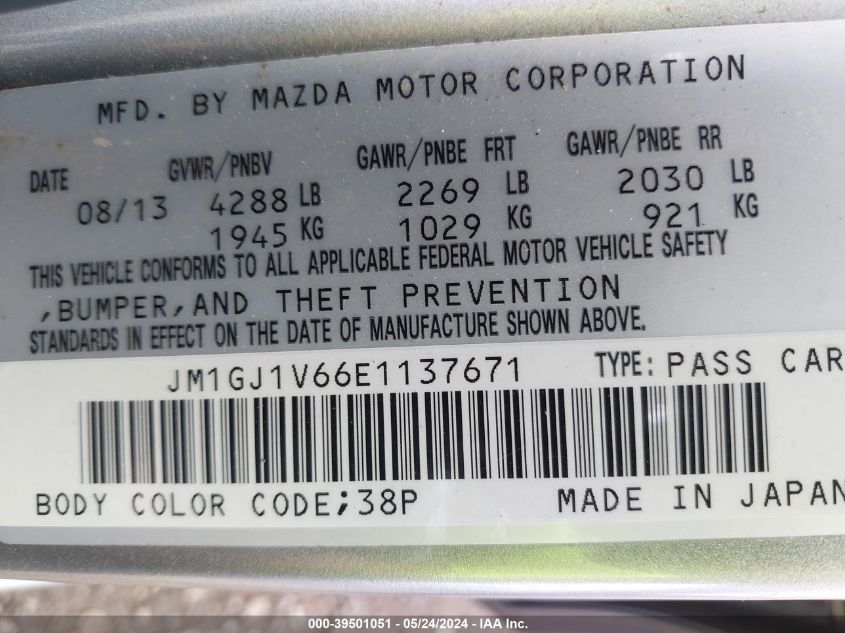 MFD. BY MAZDA MOTOR CORPORATION
DATE GVWR/PNBV GAWR/PNBE FRT GAWR/PNBE RR
08/13 4288 LB 2269 LB 2030 LB
1945 KG 1029 KG 921 KG
THIS VEHICLE CONFORMS TO ALL APPLICABLE FEDERAL MOTOR VEHICLE SAFETY
,BUMPER,AND THEFT PREVENTION
STANDARDS IN EFFECT ON THE DATE OF MANUFACTURE SHOWN ABOVE.
JM1GJ1V66E1137671 TYPE: PASS CAR
BODY COLOR CODE;38P MADE IN JAPAN
000-39501051 - 05/24/2024 - IAA Inc.